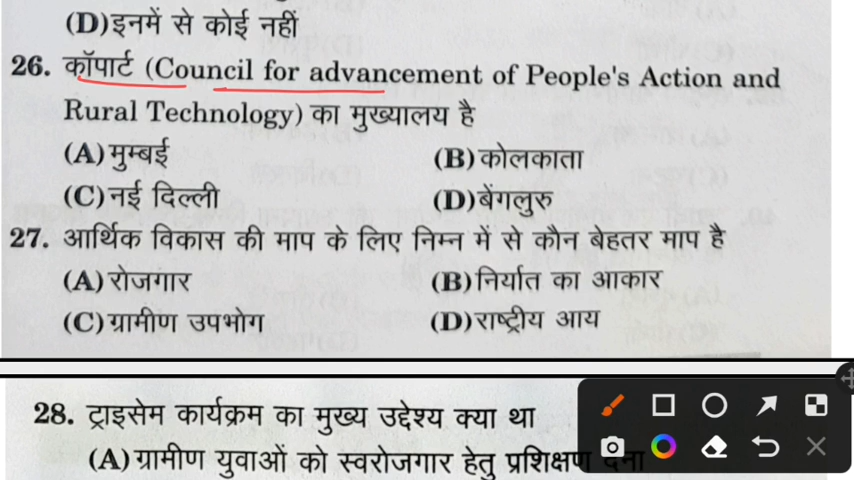 (D)इनमें से कोई नहीं
26. कॉपार्ट (Council for advancement of People's Action and
Rural Technology) का मुख्यालय है
(A)मुम्बई (B)कोलकाता
(C)नई दिल्ली (D)बेंगलुरु
27. आर्थिक विकास की माप के लिए निम्न में से कौन बेहतर माप है
(A)रोजगार (B)निर्यात का आकार
(C)ग्रामीण उपभोग (D)राष्ट्रीय आय
28. ट्राइसेम कार्यक्रम का मुख्य उद्देश्य क्या था
(A)ग्रामीण युवाओं को स्वरोजगार हेतु प्रशिक्षण देना